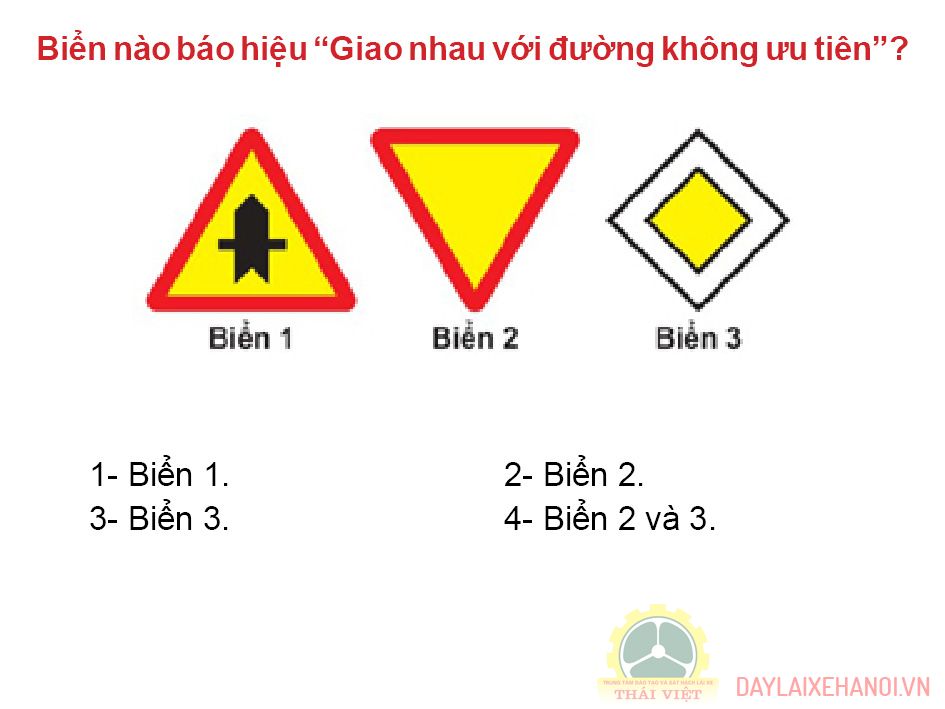 Biển nào báo hiệu “Giao nhau với đường không ưu tiên”?
Biển 1 Biển 2 Biển 3
1- Biển 1. 2- Biển 2.
3- Biển 3. 4- Biển 2 và 3.
TRUNG TÂM ĐÀO TẠO VÀ SÁT HẠCH LÁI XE
THÁI VIỆT
DAYLAIXEHANOI.VN